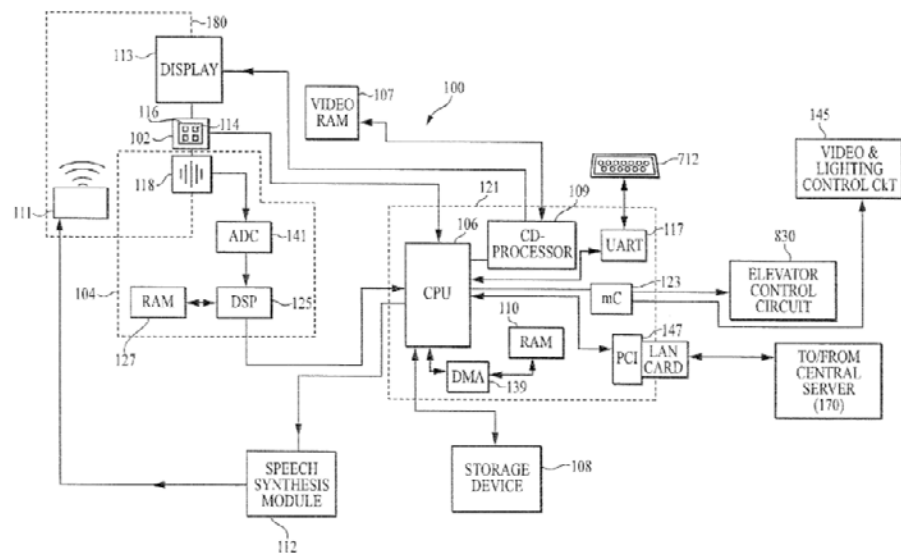 180
113
DISPLAY
116
114
102
118
111
ADC
141
104
RAM
DSP
125
127
SPEECH
SYNTHESIS
MODULE
112
VIDEO
RAM
107
100
121
106
109
CD-
PROCESSOR
CPU
712
UART
117
mC
123
110
RAM
DMA
139
147
PCI
LAN
CARD
STORAGE
DEVICE
108
145
VIDEO &
LIGHTING
CONTROL CkT
830
ELEVATOR
CONTROL
CIRCUIT
TO/FROM
CENTRAL
SERVER
(170)